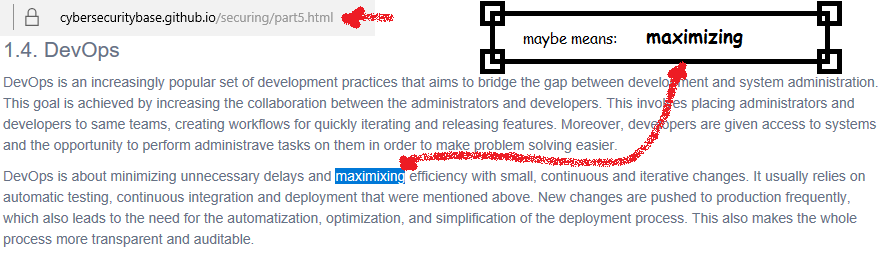 cybersecuritybase.github.io/securing/part5.html
maybe means: maximizing
1.4. DevOps
DevOps is an increasingly popular set of development practices that aims to bridge the gap between development and system administration.
This goal is achieved by increasing the collaboration between the administrators and developers. This involves placing administrators and
developers to same teams, creating workflows for quickly iterating and releasing features. Moreover, developers are given access to systems
and the opportunity to perform administrave tasks on them in order to make problem solving easier.
DevOps is about minimizing unnecessary delays and maximixing efficiency with small, continuous and iterative changes. It usually relies on
automatic testing, continuous integration and deployment that were mentioned above. New changes are pushed to production frequently,
which also leads to the need for the automatization, optimization, and simplification of the deployment process. This also makes the whole
process more transparent and auditable.